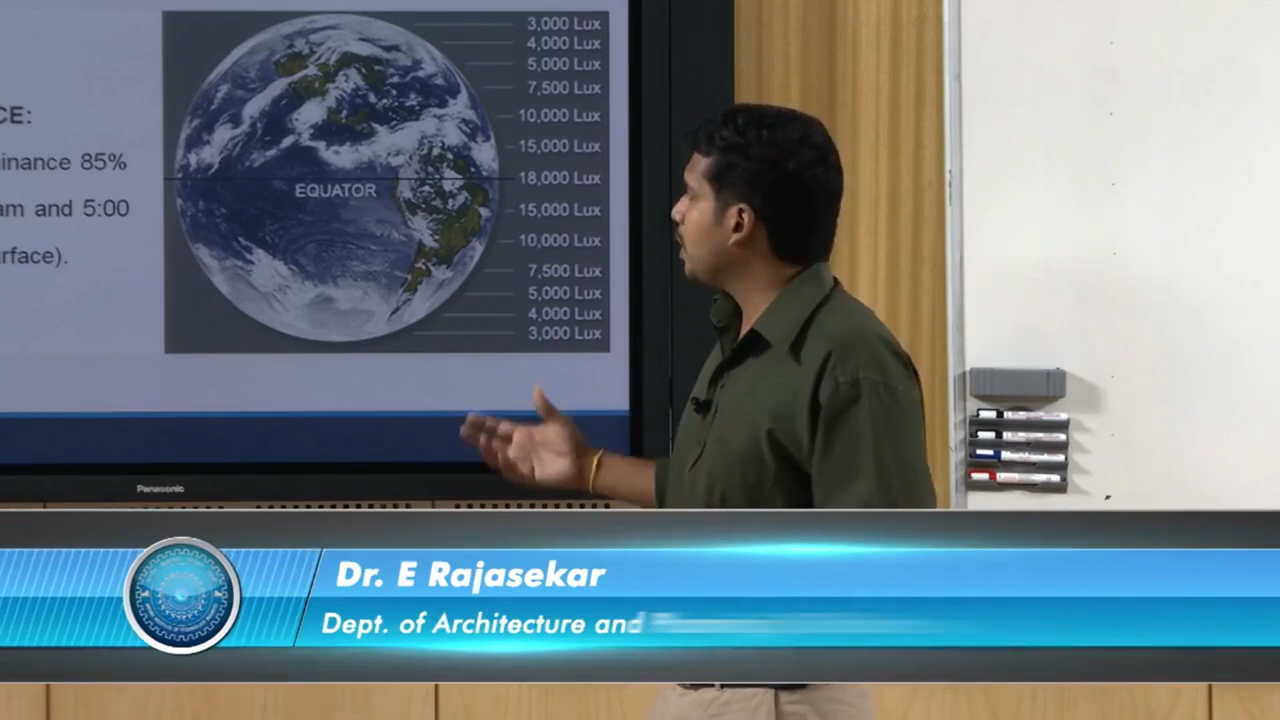 3,000 Lux
4,000 Lux
5,000 Lux
7,500 Lux
CE:
10,000 Lux
15,000 Lux
inance 85%
18,000 Lux
EQUATOR
am and 5:00
15,000 Lux
10,000 Lux
rface).
7,500 Lux
5,000 Lux
4,000 Lux
3,000 Lux
Panasonic
Dr. E Rajasekar
Dept. of Architecture and